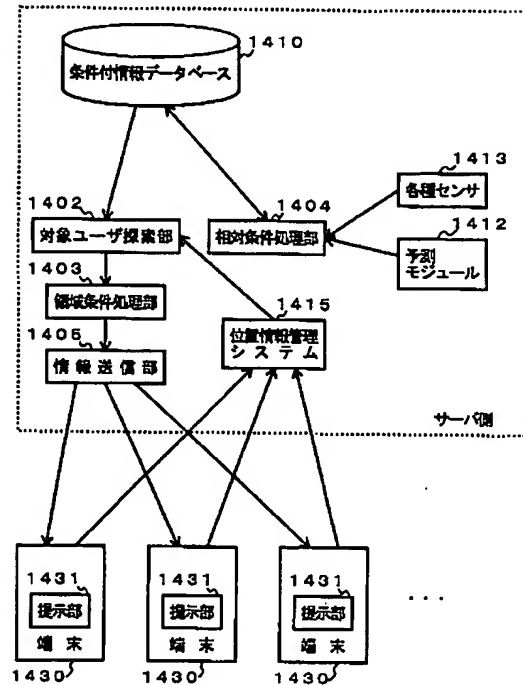 1410
条件付情報データベース
1413
各種センサ
1402
対象ユーザ探索部
1404
相対条件処理部
1412
予測
モジュール
1403
領域条件処理部
1415
位置情報管理
システム
1405
情報送信部
サーバ側
1431
提示部
端末
1430
1431
提示部
端末
1430
1431
提示部
端末
1430
...